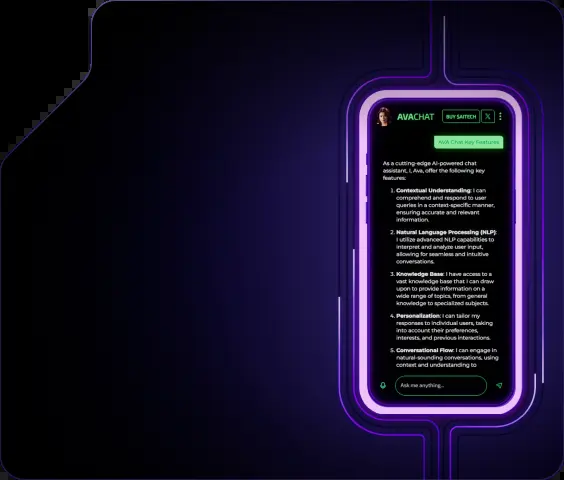 AVACHAT
BUY $AITECH
X
AVA Chat Key Features
As a cutting-edge AI-powered chat
assistant, I, Ava, offer the following key
features:
1. Contextual Understanding: I can
comprehend and respond to user
queries in a context-specific manner,
ensuring accurate and relevant
information.
2. Natural Language Processing (NLP):
I utilize advanced NLP capabilities to
interpret and analyze user input,
allowing for seamless and intuitive
conversations.
3. Knowledge Base: I have access to a
vast knowledge base that I can draw
upon to provide information on a
wide range of topics, from general
knowledge to specialized subjects.
4. Personalization: I can tailor my
responses to individual users, taking
into account their preferences,
interests, and previous interactions.
5. Conversational Flow: I can engage in
natural-sounding conversations, using
context and understanding to
Ask me anything...